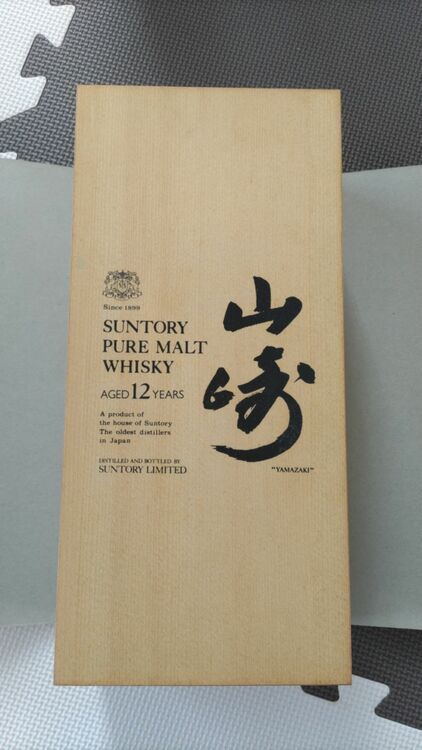 Since 1899
SUNTORY
PURE MALT
WHISKY
AGED 12 YEARS
A product of
the house of Suntory
The oldest distillers
in Japan
DISTILLED AND BOTTLED BY
SUNTORY LIMITED
山崎
"YAMAZAKI"